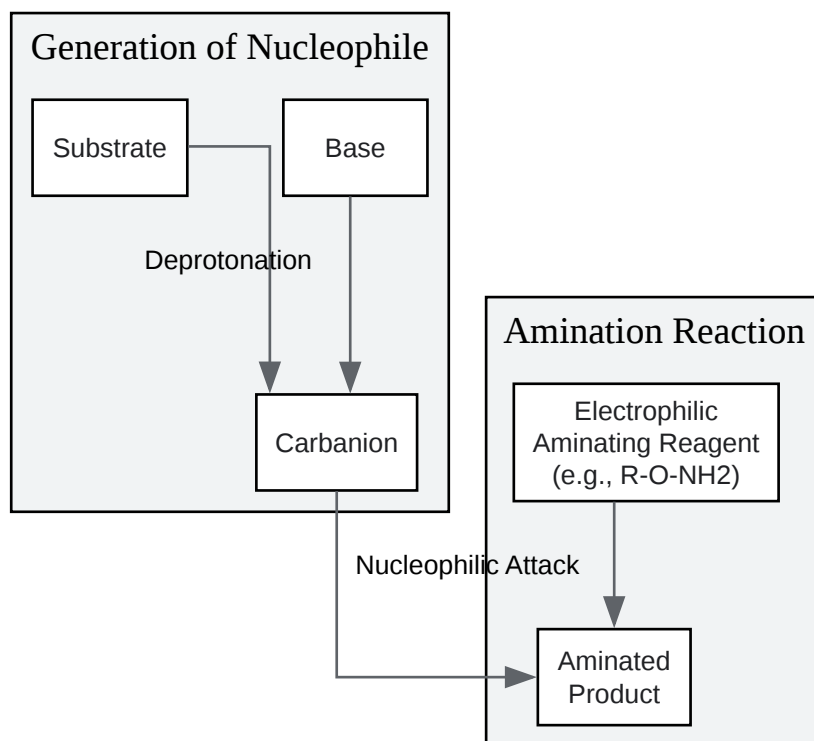 Generation of Nucleophile
Substrate
Base
Deprotonation
Carbanion
Amination Reaction
Electrophilic
Aminating Reagent
(e.g., R-O-NH2)
Nucleophilic Attack
Aminated
Product